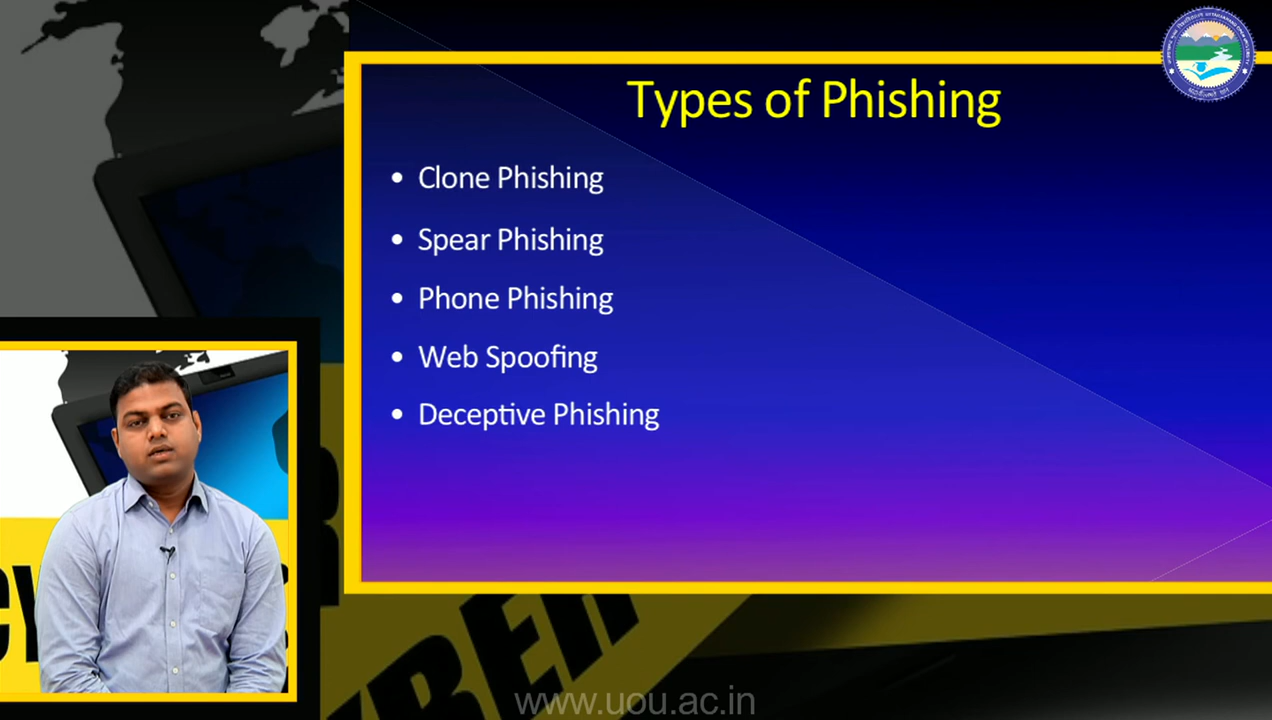 Types of Phishing
• Clone Phishing
• Spear Phishing
• Phone Phishing
• Web Spoofing
• Deceptive Phishing
www.uou.ac.in